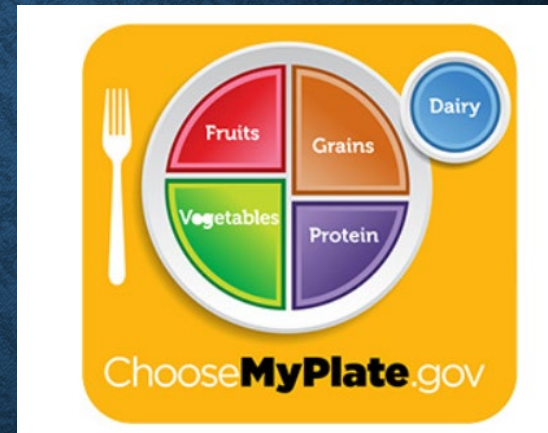 Dairy
Fruits
Grains
Vegetables
Protein
ChooseMyPlate.gov